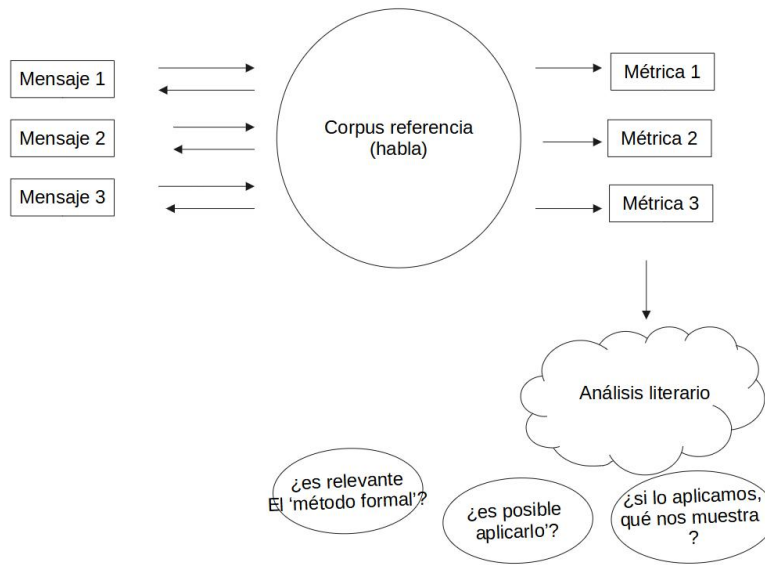 Mensaje 1
Mensaje 2
Mensaje 3
Corpus referencia
(habla)
Métrica 1
Métrica 2
Métrica 3
Análisis literario
¿es relevante
El ‘método formal’?
¿es posible
aplicarlo’?
¿si lo aplicamos,
qué nos muestra
?